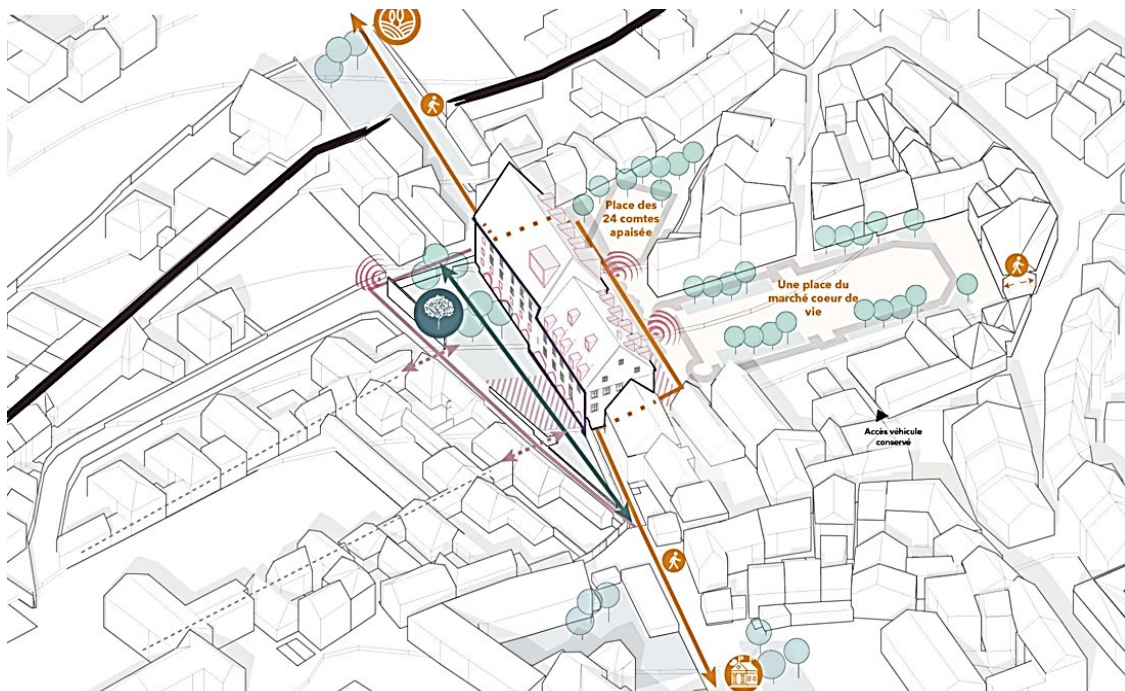 Place des
24 comtes
apaisée
Une place du
marché coeur de
vie
Accès véhicule
conservé